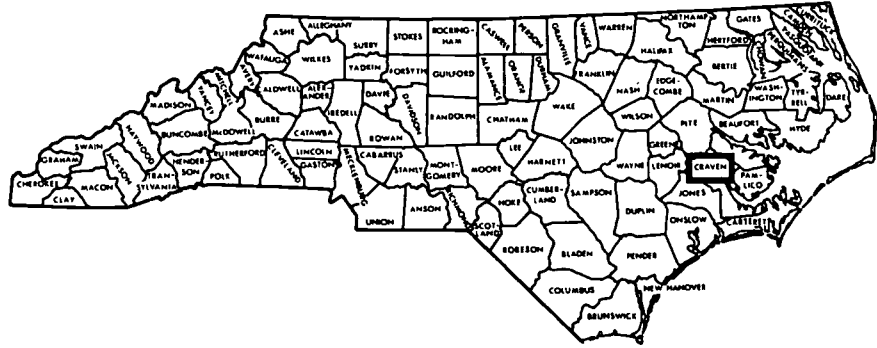 ASHE
ALLEGHANY
SURRY
STOKES
ROCKING-
HAM
CASWELL
PERSON
GRANVILLE
VANCE
WARREN
NORTHAMP
TON
GATES
HERTFORD
CURRITUCK
CAMDEN
PASQUOTANK
PERQUIMANS
CHOWAN
WATAUGA
WILKES
YADKIN
FORSYTH
GUILFORD
ALAMANCE
ORANGE
DURHAM
FRANKLIN
HALIFAX
BERTIE
MITCHELL
AVERY
CALDWELL
ALEX-
ANDER
IREDELL
DAVIE
DAVIDSON
RANDOLPH
CHATHAM
WAKE
NASH
EDGE-
COMBE
MARTIN
WASH-
INGTON
TYR-
RELL
DARE
MADISON
YANCEY
BURKE
CATAWBA
ROWAN
WILSON
PITT
BEAUFORT
HYDE
HAYWOOD
BUNCOMBE
McDOWELL
LINCOLN
CABARRUS
STANLY
MONT-
GOMERY
MOORE
LEE
HARNETT
JOHNSTON
WAYNE
GREENE
LENOIR
CRAVEN
PAM-
LICO
SWAIN
GRAHAM
JACKSON
HENDER-
SON
RUTHERFORD
CLEVELAND
GASTON
MECKLENBURG
CHEROKEE
MACON
CLAY
TRAN-
SYLVANIA
POLK
UNION
ANSON
RICHMOND
SCOT-
LAND
HOKE
CUMBER-
LAND
SAMPSON
DUPLIN
JONES
ONSLOW
CARTERET
ROBESON
BLADEN
PENDER
COLUMBUS
NEW HANOVER
BRUNSWICK